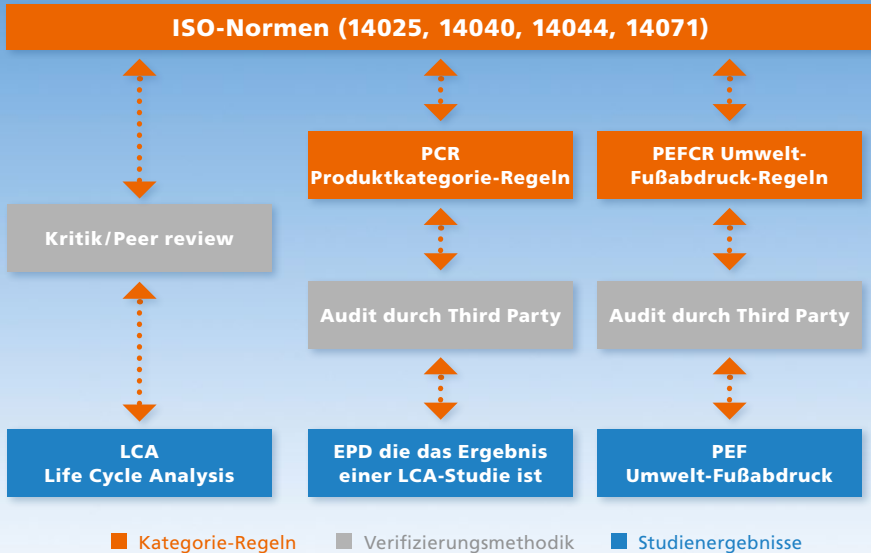 ISO-Normen (14025, 14040, 14044, 14071)
PCR
Produktkategorie-Regeln
PEFCR Umwelt-
Fußabdruck-Regeln
Kritik/Peer review
Audit durch Third Party
Audit durch Third Party
LCA
Life Cycle Analysis
EPD die das Ergebnis
einer LCA-Studie ist
PEF
Umwelt-Fußabdruck
Kategorie-Regeln
Verifizierungsmethodik
Studienergebnisse